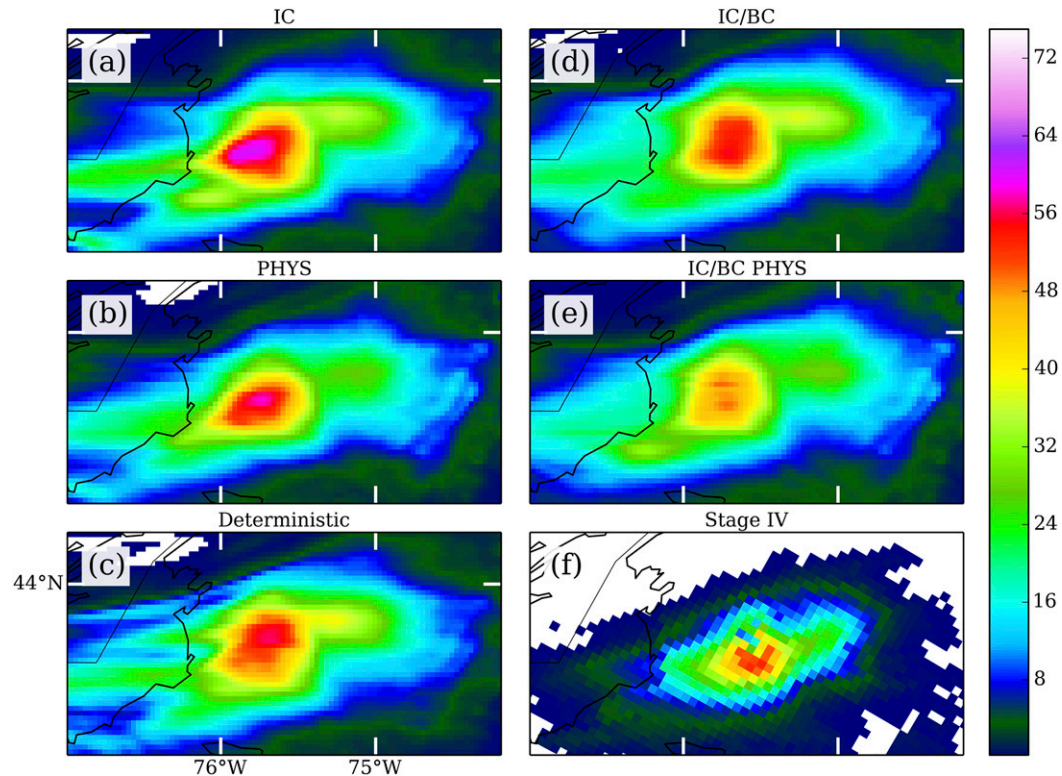 IC
IC/BC
(a)
(d)
72
64
56
48
40
32
24
16
8
PHYS
IC/BC PHYS
(b)
(e)
Deterministic
Stage IV
(c)
(f)
44°N
76°W
75°W